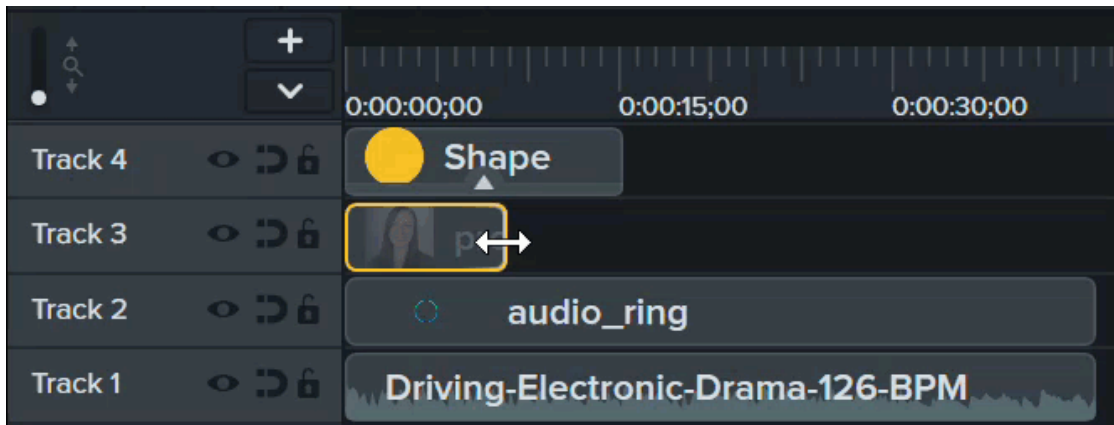 0:00:00;00 0:00:15;00 0:00:30;00
Track 4 Shape
Track 3
Track 2 audio_ring
Track 1 Driving-Electronic-Drama-126-BPM